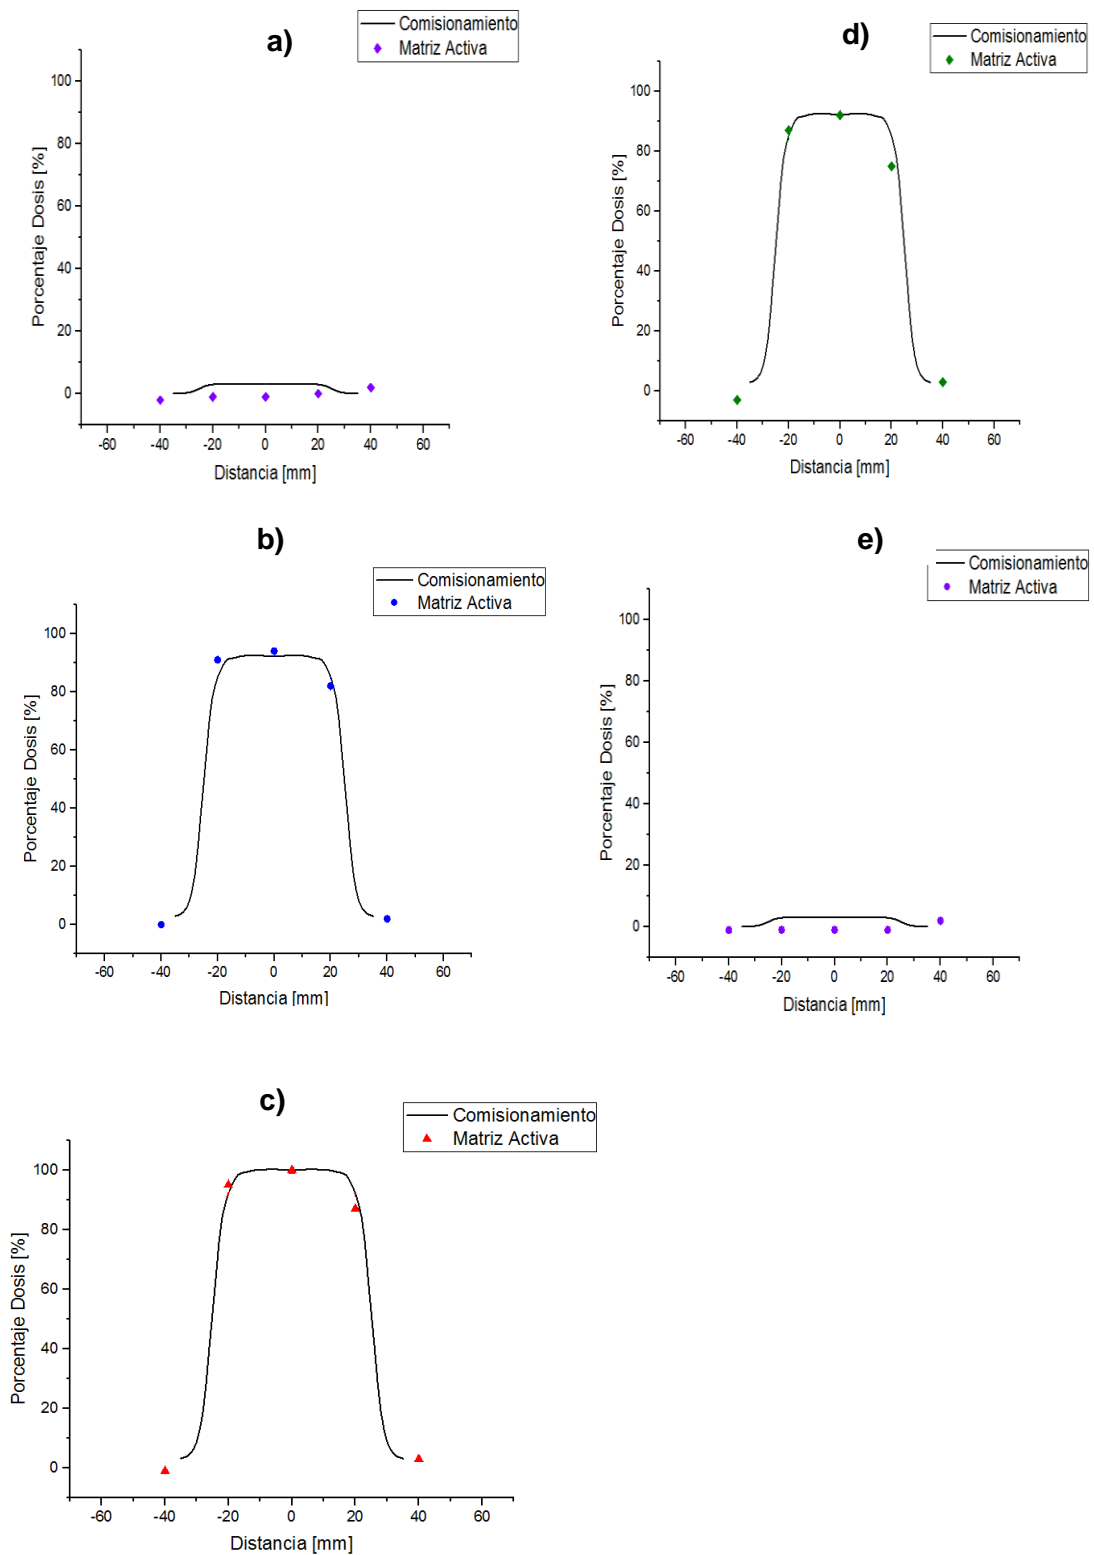 a)
Comisionamiento
Matriz Activa
Porcentaje Dosis [%]
100
80
60
40
20
0
-60 -40 -20 0 20 40 60
Distancia [mm]
b)
Comisionamiento
Matriz Activa
Porcentaje Dosis [%]
100
80
60
40
20
0
-60 -40 -20 0 20 40 60
Distancia [mm]
c)
Comisionamiento
Matriz Activa
Porcentaje Dosis [%]
100
80
60
40
20
0
-60 -40 -20 0 20 40 60
Distancia [mm]
d)
Comisionamiento
Matriz Activa
Porcentaje Dosis [%]
100
80
60
40
20
0
-60 -40 -20 0 20 40 60
Distancia [mm]
e)
Comisionamiento
Matriz Activa
Porcentaje Dosis [%]
100
80
60
40
20
0
-60 -40 -20 0 20 40 60
Distancia [mm]